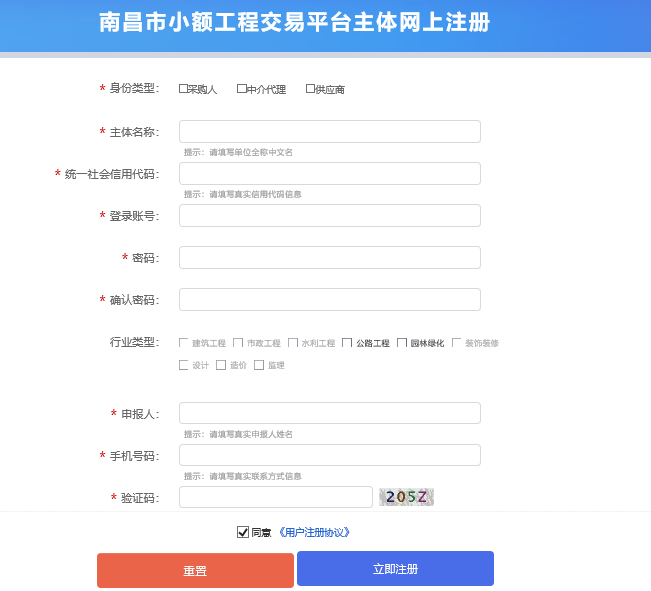 南昌市小额工程交易平台主体网上注册
* 身份类型: 采购人 中介代理 供应商
* 主体名称:
提示: 请填写单位全称中文名
* 统一社会信用代码:
提示: 请填写真实信用代码信息
* 登录账号:
* 密码:
* 确认密码:
行业类型: 建筑工程 市政工程 水利工程 公路工程 园林绿化 装饰装修
设计 造价 监理
* 申报人:
提示: 请填写真实申报人姓名
* 手机号码:
提示: 请填写真实联系方式信息
* 验证码: 205Z
同意 《用户注册协议》
重置 立即注册